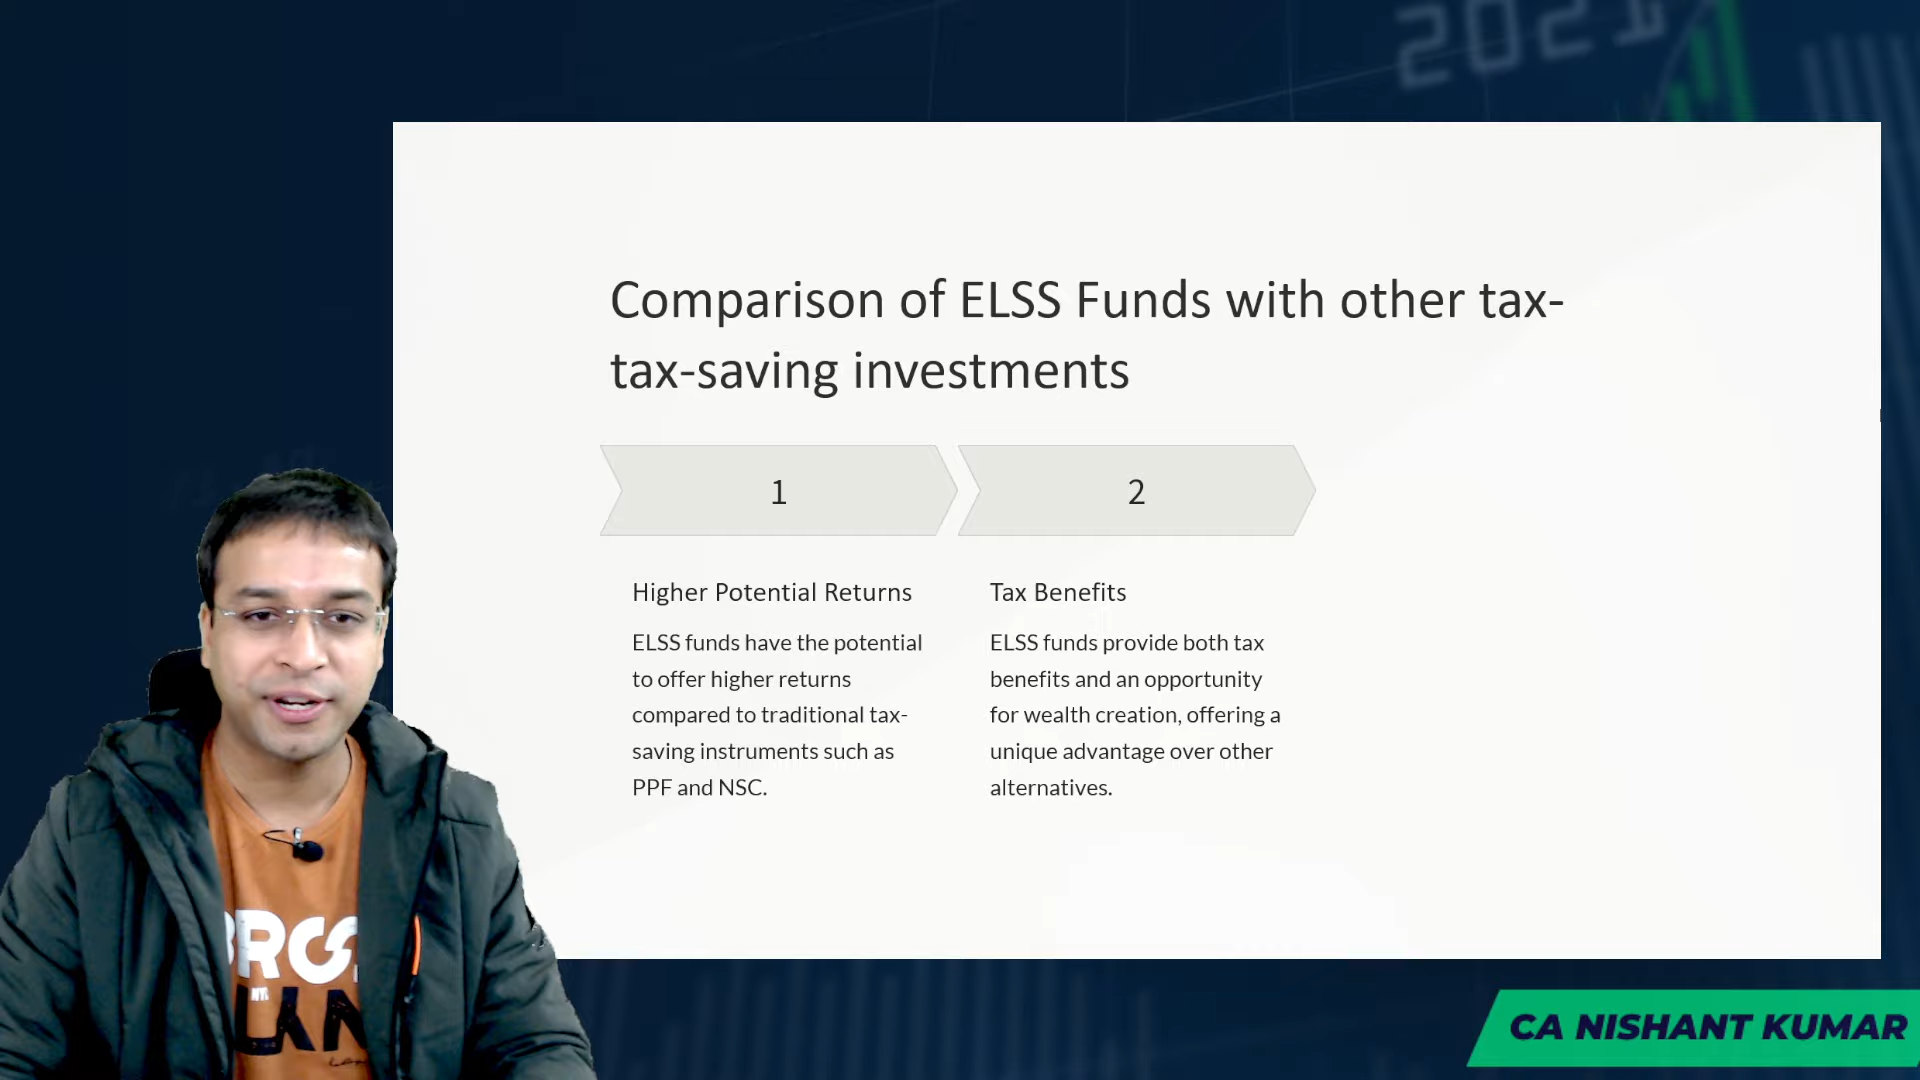 2021
Comparison of ELSS Funds with other tax-
tax-saving investments
1
2
Higher Potential Returns
ELSS funds have the potential
to offer higher returns
compared to traditional tax-
saving instruments such as
PPF and NSC.
Tax Benefits
ELSS funds provide both tax
benefits and an opportunity
for wealth creation, offering a
unique advantage over other
alternatives.
NY.
CA NISHANT KUMAR